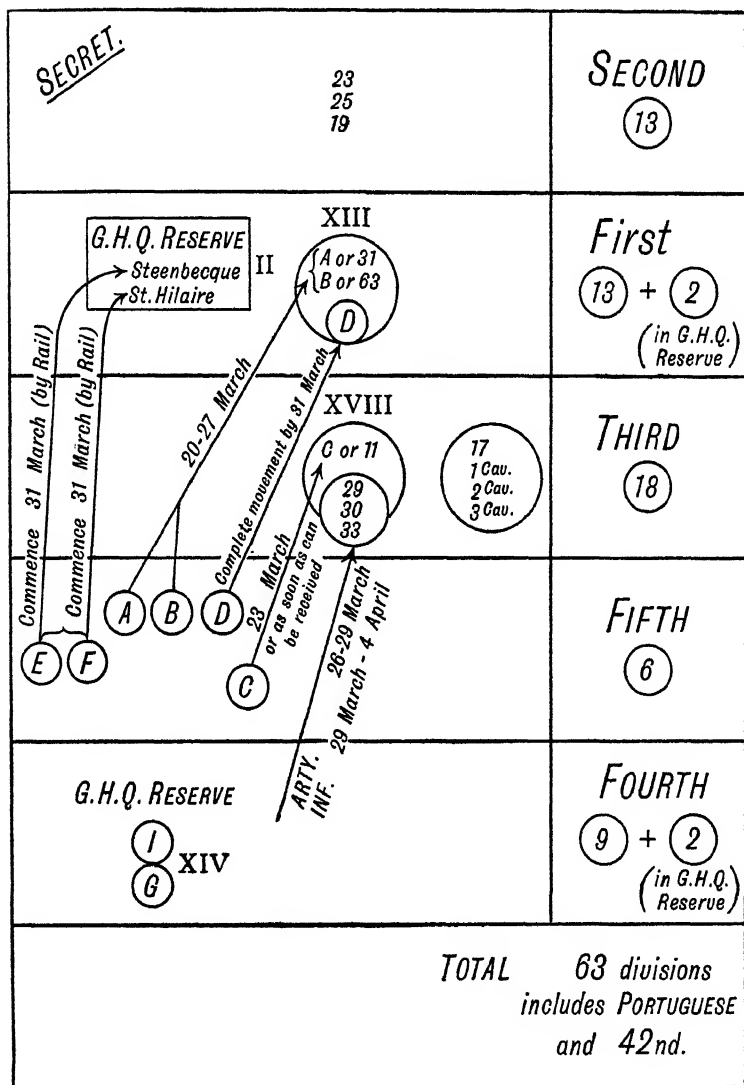 SECRET.
23
25
19
SECOND
13
G.H.Q. RESERVE
Steenbecque
St. Hilaire
II
XIII
A or 31
B or 63
D
First
13 + 2
(in G.H.Q.
Reserve)
Commence 31 March (by Rail)
Commence 31 March (by Rail)
20-27 March
Complete movement by 31 March
XVIII
C or 11
29
30
33
17
1 Cav.
2 Cav.
3 Cav.
THIRD
18
A
B
D
E
F
C
23 March
or as soon as can
be received
ARTY. 26-29 March
INF. 29 March - 4 April
FIFTH
6
G.H.Q. RESERVE
I
G
XIV
FOURTH
9 + 2
(in G.H.Q.
Reserve)
TOTAL 63 divisions
includes PORTUGUESE
and 42nd.